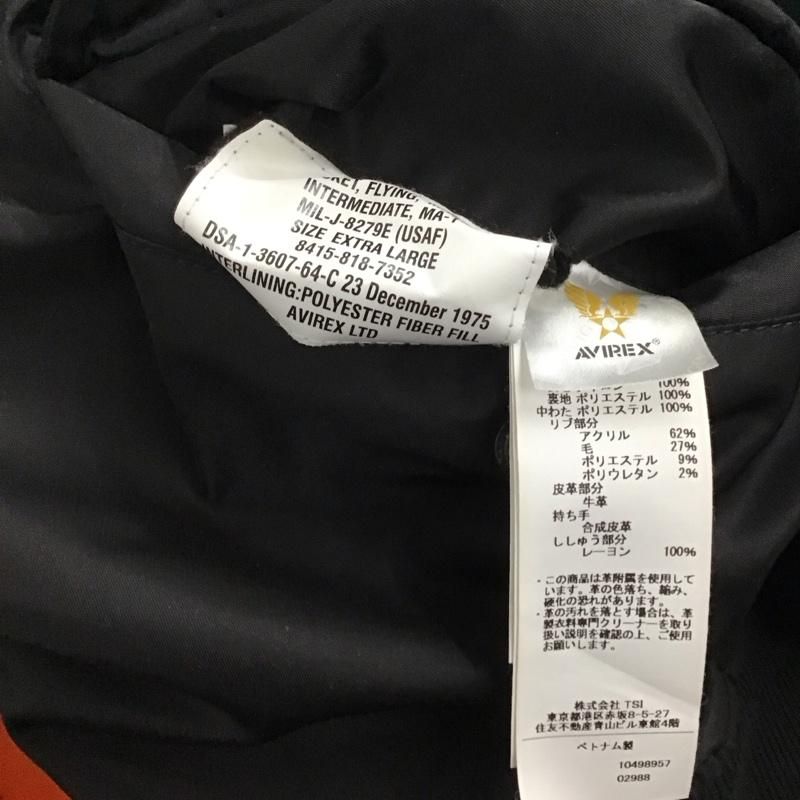 FLYING,
INTERMEDIATE, MA-1
MIL-J-8279E (USAF)
SIZE EXTRA LARGE
8415-818-7352
DSA-1-3607-64-C 23 December 1975
INTERLINING:POLYESTER FIBER FILL
AVIREX LTD
AVIREX®
100%
裏地 ポリエステル 100%
中わた ポリエステル 100%
リブ部分
アクリル 62%
毛 27%
ポリエステル 9%
ポリウレタン 2%
皮革部分
牛革
持ち手
合成皮革
ししゅう部分
レーヨン 100%
・この商品は革附属を使用して
います。革の色落ち、縮み、
硬化の恐れがあります。
・革の汚れを落とす場合は、革
製衣料専門クリーナーを取り
扱い説明を確認の上、ご使用
お願いします。
株式会社 TSI
東京都港区赤坂8-5-27
住友不動産青山ビル東館4階
ベトナム製
10498957
02988